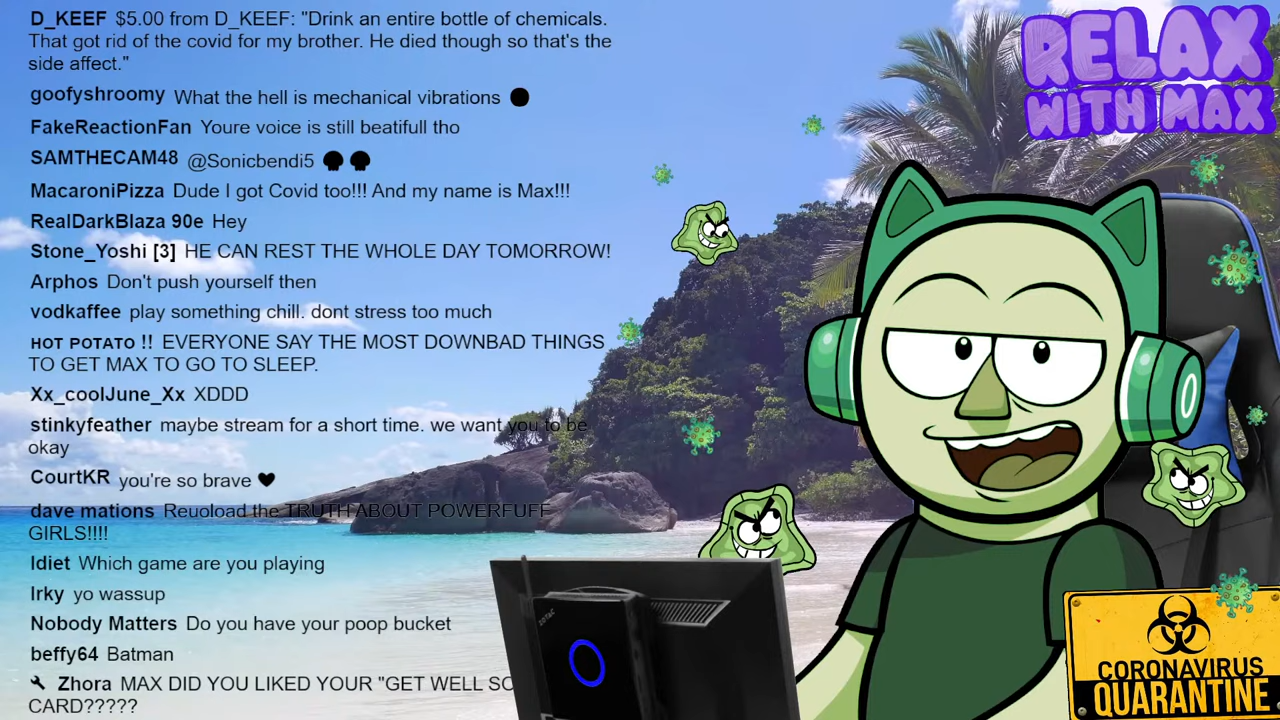 D_KEEF $5.00 from D_KEEF: "Drink an entire bottle of chemicals.
That got rid of the covid for my brother. He died though so that's the
side affect."
goofyshroomy What the hell is mechanical vibrations
FakeReactionFan Youre voice is still beatifull tho
SAMTHECAM48 @Sonicbendi5
MacaroniPizza Dude I got Covid too!!! And my name is Max!!!
RealDarkBlaza 90e Hey
Stone_Yoshi [3] HE CAN REST THE WHOLE DAY TOMORROW!
Arphos Don't push yourself then
vodkaffee play something chill. dont stress too much
ʜᴏᴛ ᴘᴏᴛᴀᴛᴏ !! EVERYONE SAY THE MOST DOWNBAD THINGS
TO GET MAX TO GO TO SLEEP.
Xx_coolJune_Xx XDDD
stinkyfeather maybe stream for a short time. we want you to be
okay
CourtKR you're so brave
dave mations Reuoload the TRUTH ABOUT POWERFUFF
GIRLS!!!!
Idiet Which game are you playing
Irky yo wassup
Nobody Matters Do you have your poop bucket
beffy64 Batman
Zhora MAX DID YOU LIKED YOUR "GET WELL SO
CARD?????
RELAX
WITH MAX
ZOTAC
CORONAVIRUS
QUARANTINE